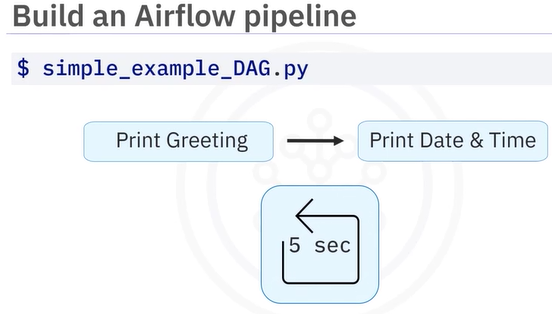 Build an Airflow pipeline
$ simple_example_DAG.py
Print Greeting
Print Date & Time
5 sec